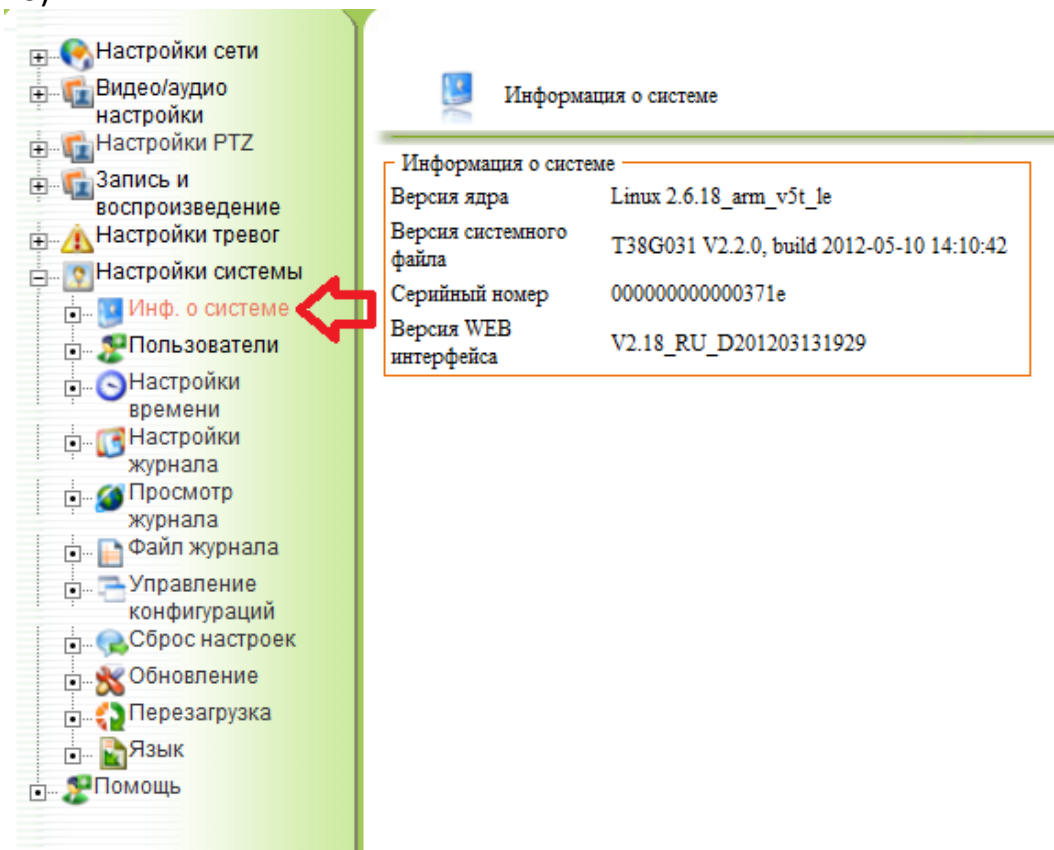 Настройки сети
Видео/аудио
настройки
Настройки PTZ
Запись и
воспроизведение
Настройки тревог
Настройки системы
Инф. о системе
Пользователи
Настройки
времени
Настройки
журнала
Просмотр
журнала
Файл журнала
Управление
конфигураций
Сброс настроек
Обновление
Перезагрузка
Язык
Помощь
Информация о системе
Информация о системе
Версия ядра Linux 2.6.18_arm_v5t_le
Версия системного
файла T38G031 V2.2.0, build 2012-05-10 14:10:42
Серийный номер 000000000000371e
Версия WEB
интерфейса V2.18_RU_D201203131929